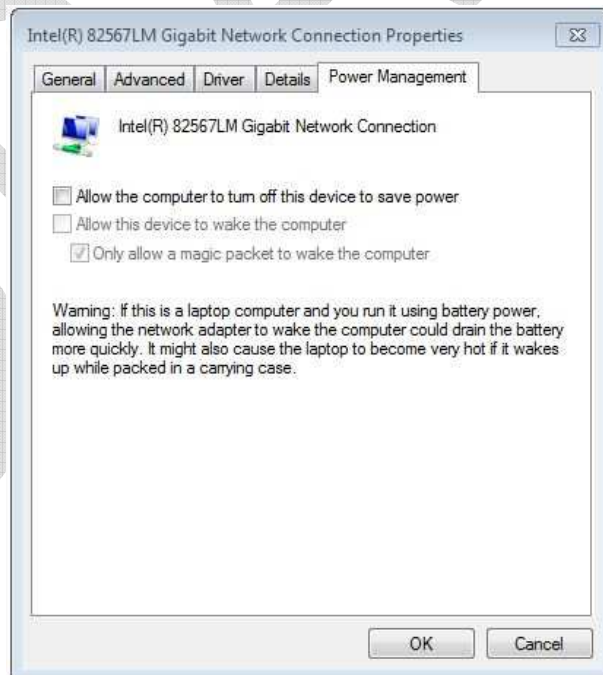 Intel(R) 82567LM Gigabit Network Connection Properties
General Advanced Driver Details Power Management
Intel(R) 82567LM Gigabit Network Connection
Allow the computer to turn off this device to save power
Allow this device to wake the computer
Only allow a magic packet to wake the computer
Warning: If this is a laptop computer and you run it using battery power,
allowing the network adapter to wake the computer could drain the battery
more quickly. It might also cause the laptop to become very hot if it wakes
up while packed in a carrying case.
OK Cancel